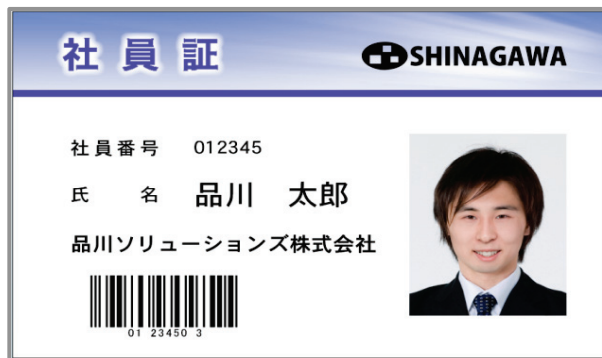 社員証
SHINAGAWA
社員番号 012345
氏 名 品川 太郎
品川ソリューションズ株式会社
01 23450 3